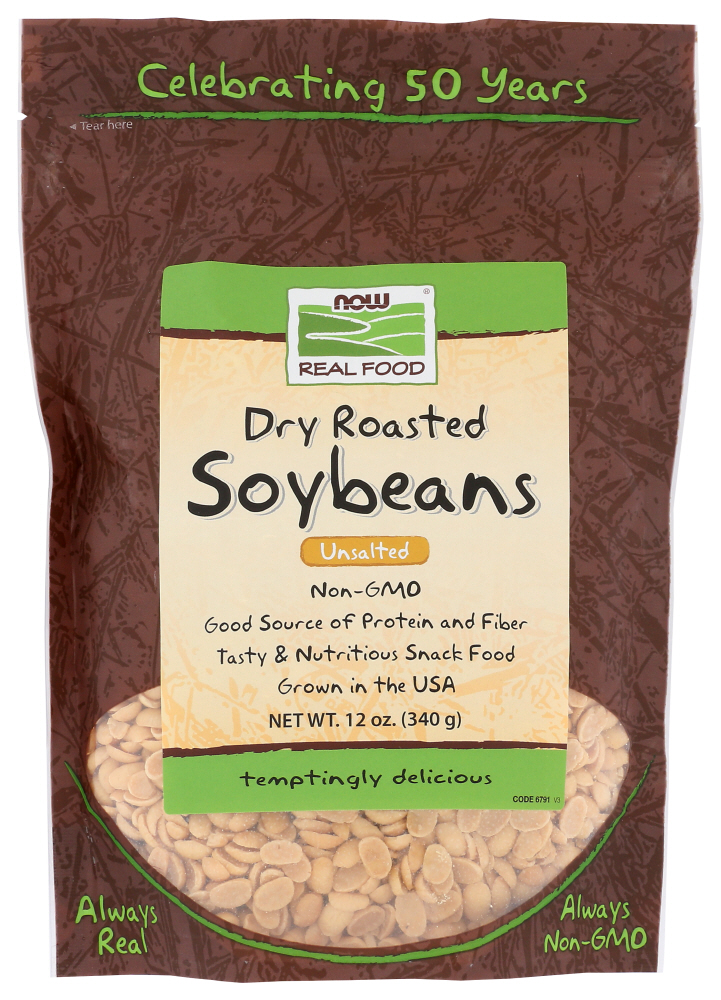 Celebrating 50 Years
◄ Tear here
NOW ®
REAL FOOD
Dry Roasted
Soybeans
Unsalted
Non-GMO
Good Source of Protein and Fiber
Tasty & Nutritious Snack Food
Grown in the USA
NET WT. 12 oz. (340 g)
temptingly delicious
CODE 6791 V3
Always
Real
Always
Non-GMO